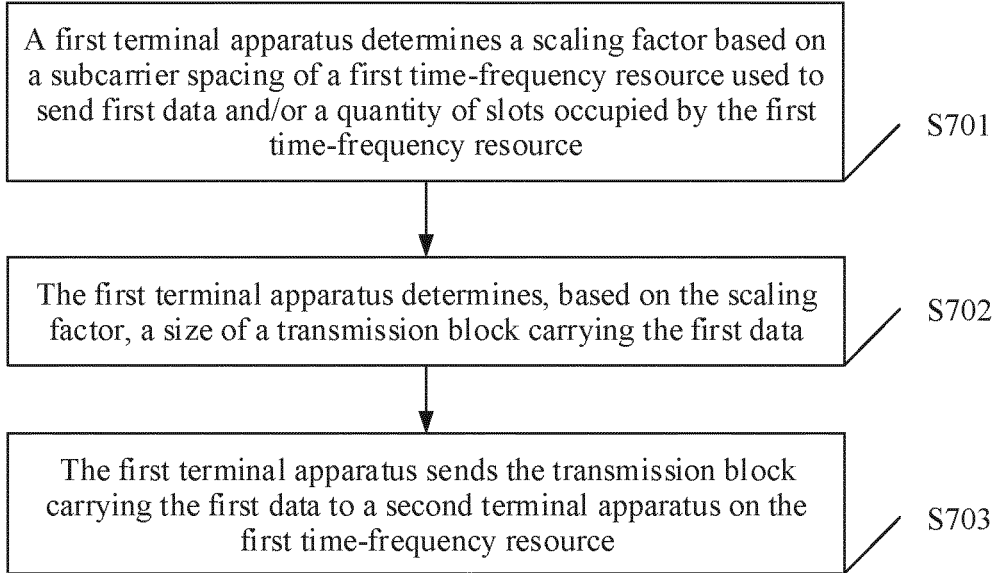 A first terminal apparatus determines a scaling factor based on
a subcarrier spacing of a first time-frequency resource used to
send first data and/or a quantity of slots occupied by the first
time-frequency resource
S701
The first terminal apparatus determines, based on the scaling
factor, a size of a transmission block carrying the first data
S702
The first terminal apparatus sends the transmission block
carrying the first data to a second terminal apparatus on the
first time-frequency resource
S703